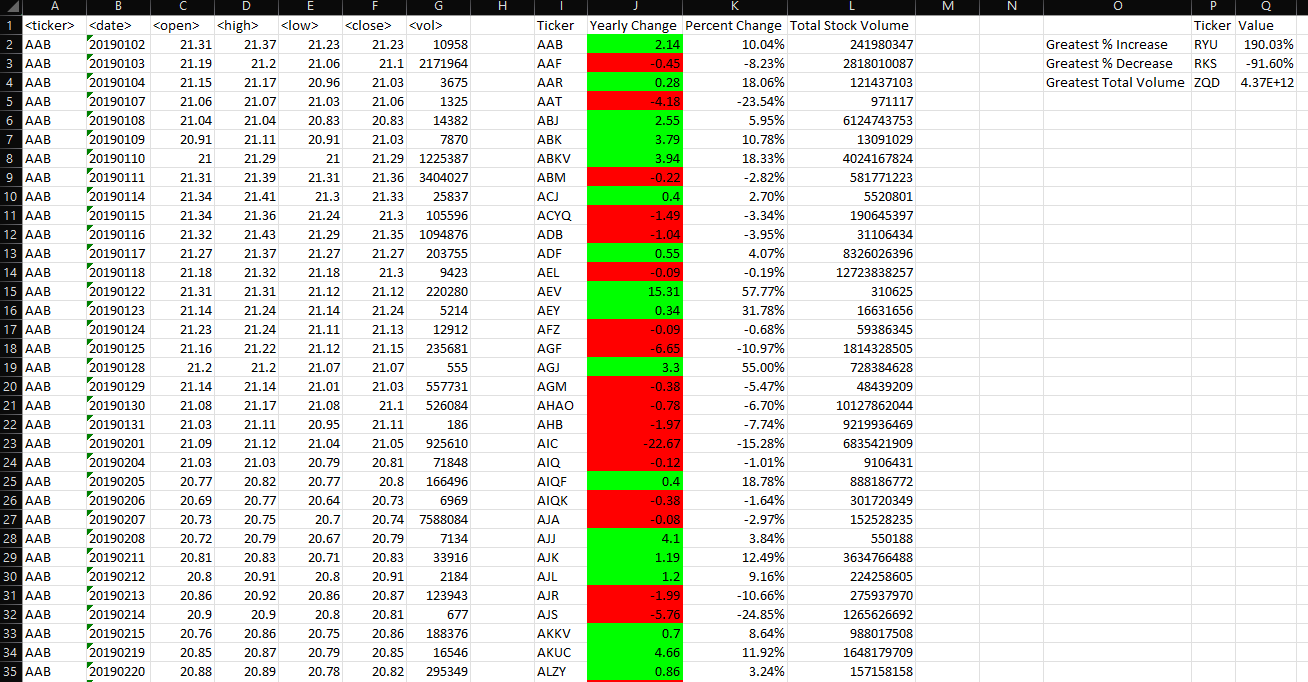 A B C D E F G H I J K L M N O P Q
1 <ticker> <date> <open> <high> <low> <close> <vol> Ticker Yearly Change Percent Change Total Stock Volume Ticker Value
2 AAB 20190102 21.31 21.37 21.23 21.23 10958 AAB 2.14 10.04% 241980347 Greatest % Increase RYU 190.03%
3 AAB 20190103 21.19 21.2 21.06 21.1 2171964 AAF -0.45 -8.23% 2818010087 Greatest % Decrease RKS -91.60%
4 AAB 20190104 21.15 21.17 20.96 21.03 3675 AAR 0.28 18.06% 121437103 Greatest Total Volume ZQD 4.37E+12
5 AAB 20190107 21.06 21.07 21.03 21.06 1325 AAT -4.18 -23.54% 971117
6 AAB 20190108 21.04 21.04 20.83 20.83 14382 ABJ 2.55 5.95% 6124743753
7 AAB 20190109 20.91 21.11 20.91 21.03 7870 ABK 3.79 10.78% 13091029
8 AAB 20190110 21 21.29 21 21.29 1225387 ABKV 3.94 18.33% 4024167824
9 AAB 20190111 21.31 21.39 21.31 21.36 3404027 ABM -0.22 -2.82% 581771223
10 AAB 20190114 21.34 21.41 21.3 21.33 25837 ACJ 0.4 2.70% 5520801
11 AAB 20190115 21.34 21.36 21.24 21.3 105596 ACYQ -1.49 -3.34% 190645397
12 AAB 20190116 21.32 21.43 21.29 21.35 1094876 ADB -1.04 -3.95% 31106434
13 AAB 20190117 21.27 21.37 21.27 21.27 203755 ADF 0.55 4.07% 8326026396
14 AAB 20190118 21.18 21.32 21.18 21.3 9423 AEL -0.09 -0.19% 12723838257
15 AAB 20190122 21.31 21.31 21.12 21.12 220280 AEV 15.31 57.77% 310625
16 AAB 20190123 21.14 21.24 21.14 21.24 5214 AEY 0.34 31.78% 16631656
17 AAB 20190124 21.23 21.24 21.11 21.13 12912 AFZ -0.09 -0.68% 59386345
18 AAB 20190125 21.16 21.22 21.12 21.15 235681 AGF -6.65 -10.97% 1814328505
19 AAB 20190128 21.2 21.2 21.07 21.07 555 AGJ 3.3 55.00% 728384628
20 AAB 20190129 21.14 21.14 21.01 21.03 557731 AGM -0.38 -5.47% 48439209
21 AAB 20190130 21.08 21.17 21.08 21.1 526084 AHAO -0.78 -6.70% 10127862044
22 AAB 20190131 21.03 21.11 20.95 21.11 186 AHB -1.97 -7.74% 9219936469
23 AAB 20190201 21.09 21.12 21.04 21.05 925610 AIC -22.67 -15.28% 6835421909
24 AAB 20190204 21.03 21.03 20.79 20.81 71848 AIQ -0.12 -1.01% 9106431
25 AAB 20190205 20.77 20.82 20.77 20.8 166496 AIQF 0.4 18.78% 888186772
26 AAB 20190206 20.69 20.77 20.64 20.73 6969 AIQK -0.38 -1.64% 301720349
27 AAB 20190207 20.73 20.75 20.7 20.74 7588084 AJA -0.08 -2.97% 152528235
28 AAB 20190208 20.72 20.79 20.67 20.79 7134 AJJ 4.1 3.84% 550188
29 AAB 20190211 20.81 20.83 20.71 20.83 33916 AJK 1.19 12.49% 3634766488
30 AAB 20190212 20.8 20.91 20.8 20.91 2184 AJL 1.2 9.16% 224258605
31 AAB 20190213 20.86 20.92 20.86 20.87 123943 AJR -1.99 -10.66% 275937970
32 AAB 20190214 20.9 20.9 20.8 20.81 677 AJS -5.76 -24.85% 1265626692
33 AAB 20190215 20.76 20.86 20.75 20.86 188376 AKKV 0.7 8.64% 988017508
34 AAB 20190219 20.85 20.87 20.79 20.85 16546 AKUC 4.66 11.92% 1648179709
35 AAB 20190220 20.88 20.89 20.78 20.82 295349 ALZY 0.86 3.24% 157158158